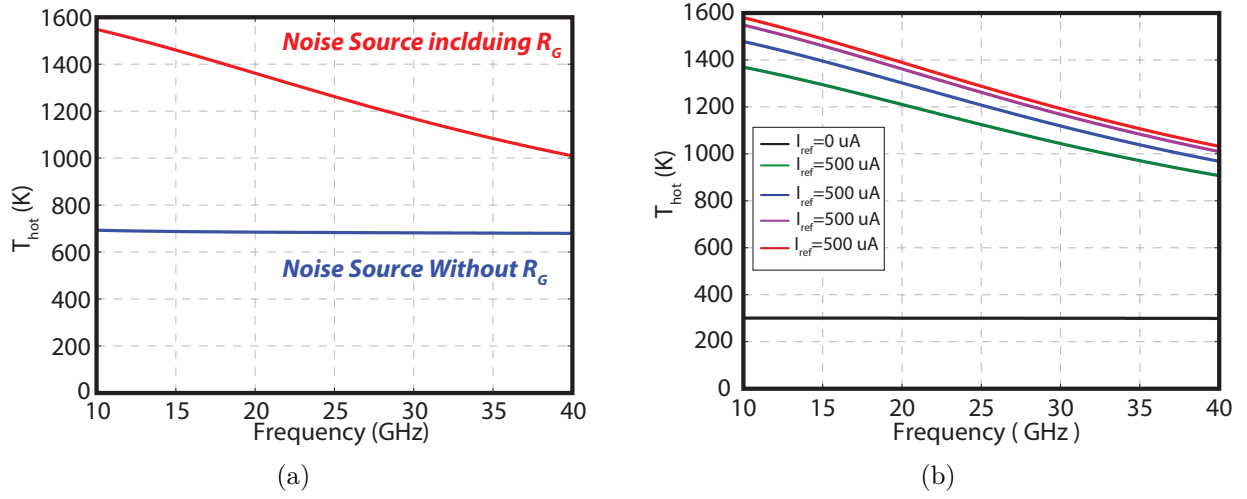 1600
1400
1200
1000
800
600
400
200
0
T_hot (K)
Noise Source inclduing R_G
Noise Source Without R_G
10 15 20 25 30 35 40
Frequency (GHz)
(a)
1600
1400
1200
1000
800
600
400
200
0
T_hot (K)
I_ref=0 uA
I_ref=500 uA
I_ref=500 uA
I_ref=500 uA
I_ref=500 uA
10 15 20 25 30 35 40
Frequency ( GHz )
(b)